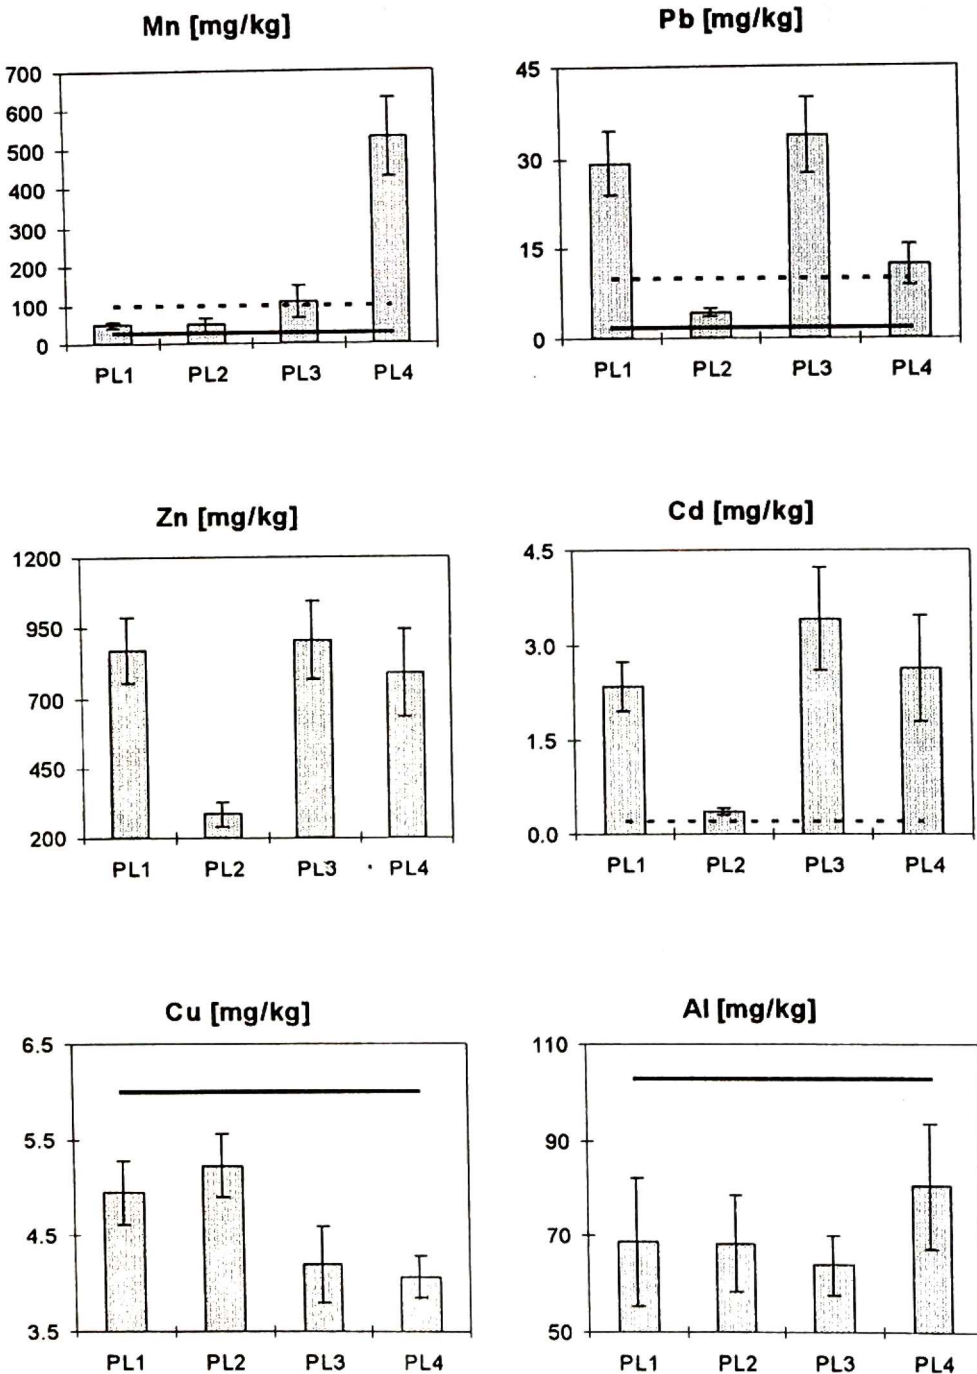 Mn [mg/kg]
700
600
500
400
300
200
100
0
PL1 PL2 PL3 PL4
Pb [mg/kg]
45
30
15
0
PL1 PL2 PL3 PL4
Zn [mg/kg]
1200
950
700
450
200
PL1 PL2 PL3 PL4
Cd [mg/kg]
4.5
3.0
1.5
0.0
PL1 PL2 PL3 PL4
Cu [mg/kg]
6.5
5.5
4.5
3.5
PL1 PL2 PL3 PL4
Al [mg/kg]
110
90
70
50
PL1 PL2 PL3 PL4